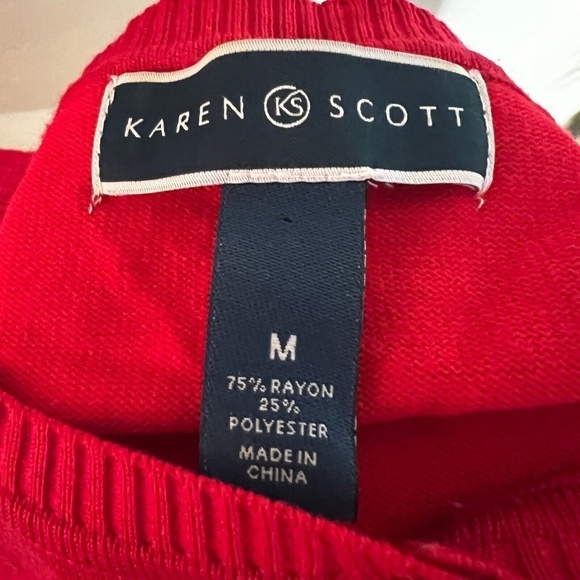 KAREN KS SCOTT
M
75% RAYON
25%
POLYESTER
MADE IN
CHINA